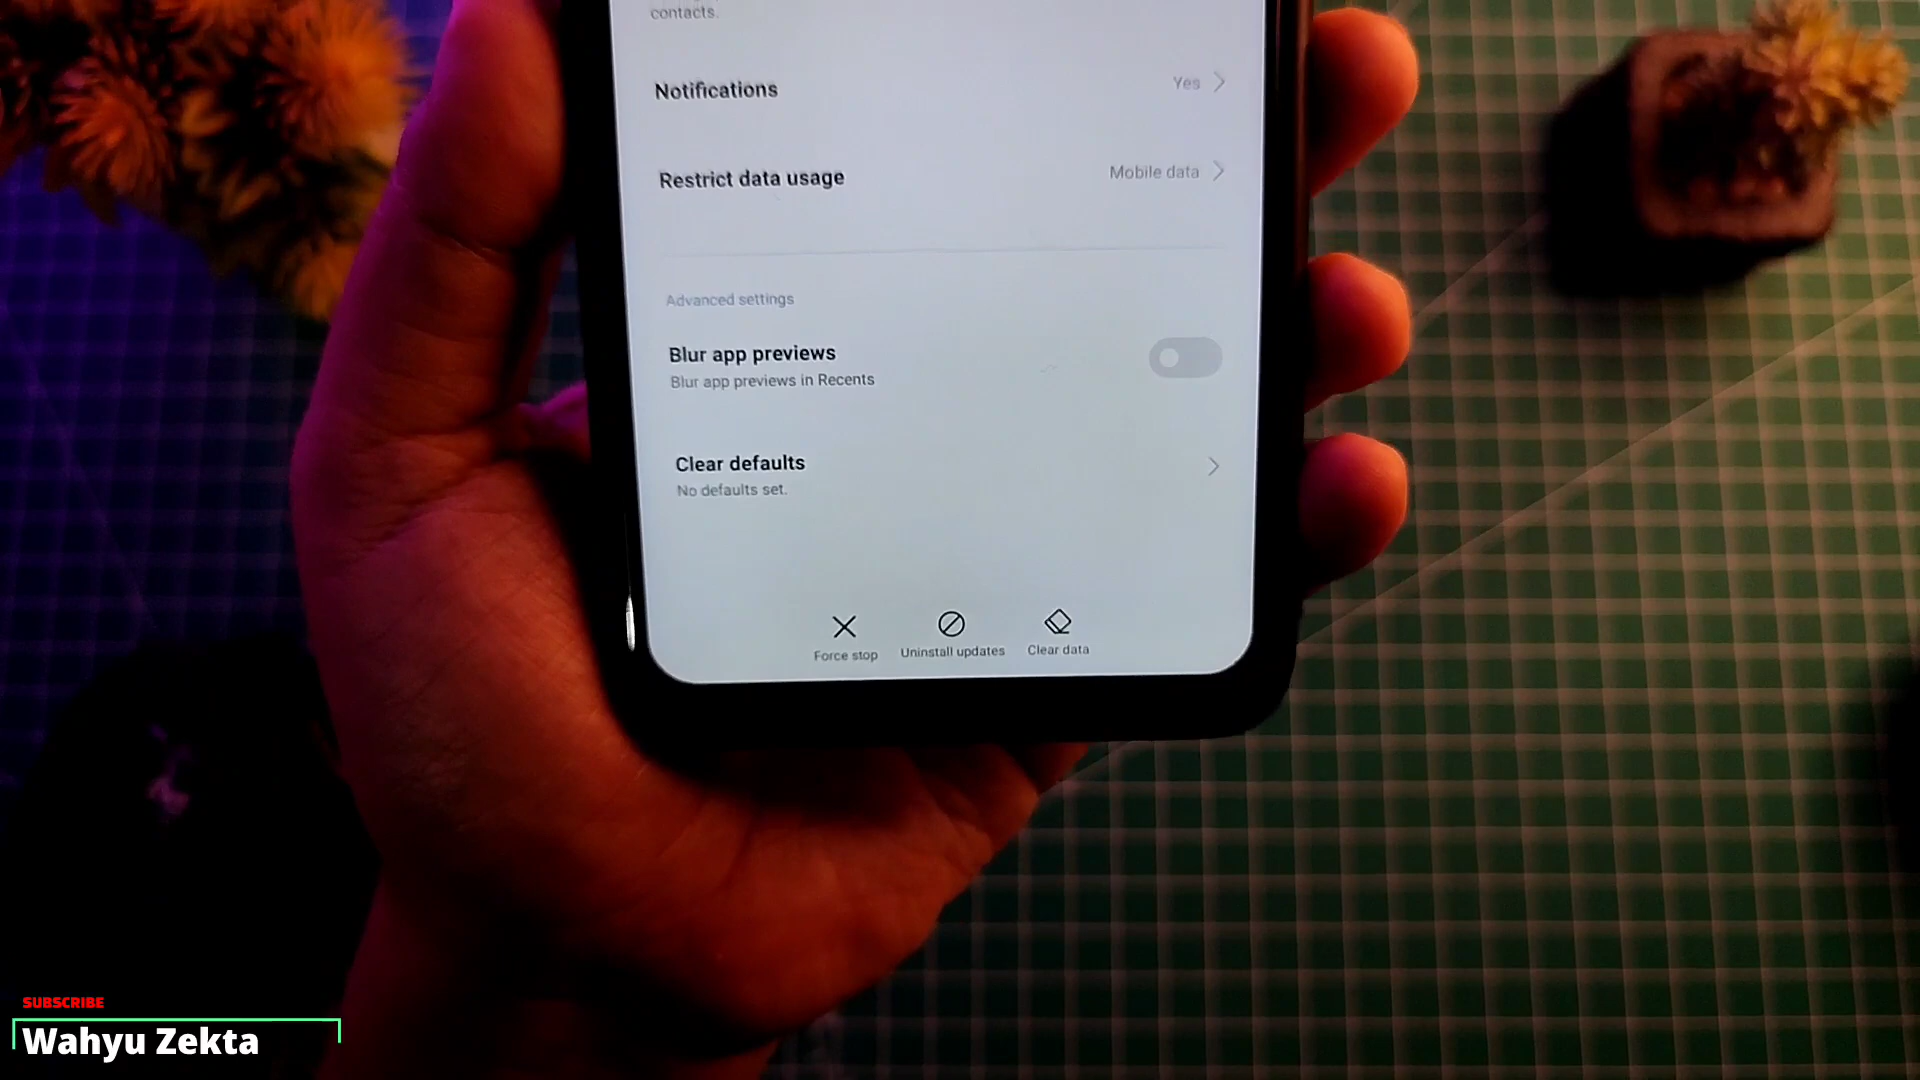 contacts.
Notifications
Yes
Restrict data usage
Mobile data
Advanced settings
Blur app previews
Blur app previews in Recents
Clear defaults
No defaults set.
Force stop
Uninstall updates
Clear data
SUBSCRIBE
Wahyu Zekta